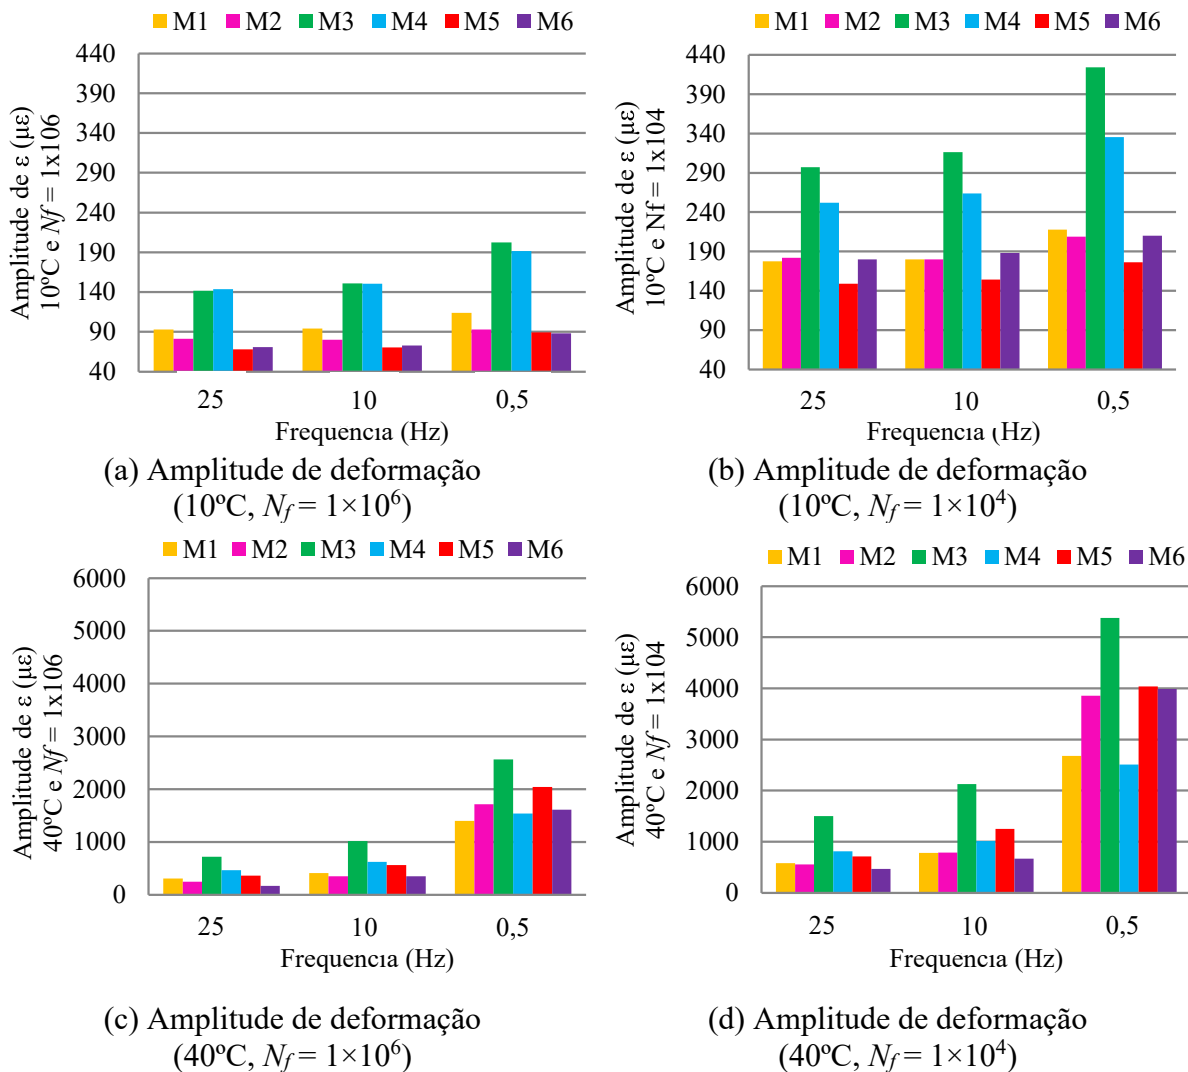 M1 M2 M3 M4 M5 M6
440
390
340
290
240
190
140
90
40
Amplitude de ε (με)
10ºC e Nf = 1x106
25 10 0,5
Frequencıa (Hz)
(a) Amplitude de deformação
(10ºC, Nf = 1×10⁶)
M1 M2 M3 M4 M5 M6
440
390
340
290
240
190
140
90
40
Amplitude de ε (με)
10ºC e Nf = 1x104
25 10 0,5
Frequencıa (Hz)
(b) Amplitude de deformação
(10ºC, Nf = 1×10⁴)
M1 M2 M3 M4 M5 M6
6000
5000
4000
3000
2000
1000
0
Amplitude de ε (με)
40ºC e Nf = 1x106
25 10 0,5
Frequencıa (Hz)
(c) Amplitude de deformação
(40ºC, Nf = 1×10⁶)
M1 M2 M3 M4 M5 M6
6000
5000
4000
3000
2000
1000
0
Amplitude de ε (με)
40ºC e Nf = 1x104
25 10 0,5
Frequencıa (Hz)
(d) Amplitude de deformação
(40ºC, Nf = 1×10⁴)